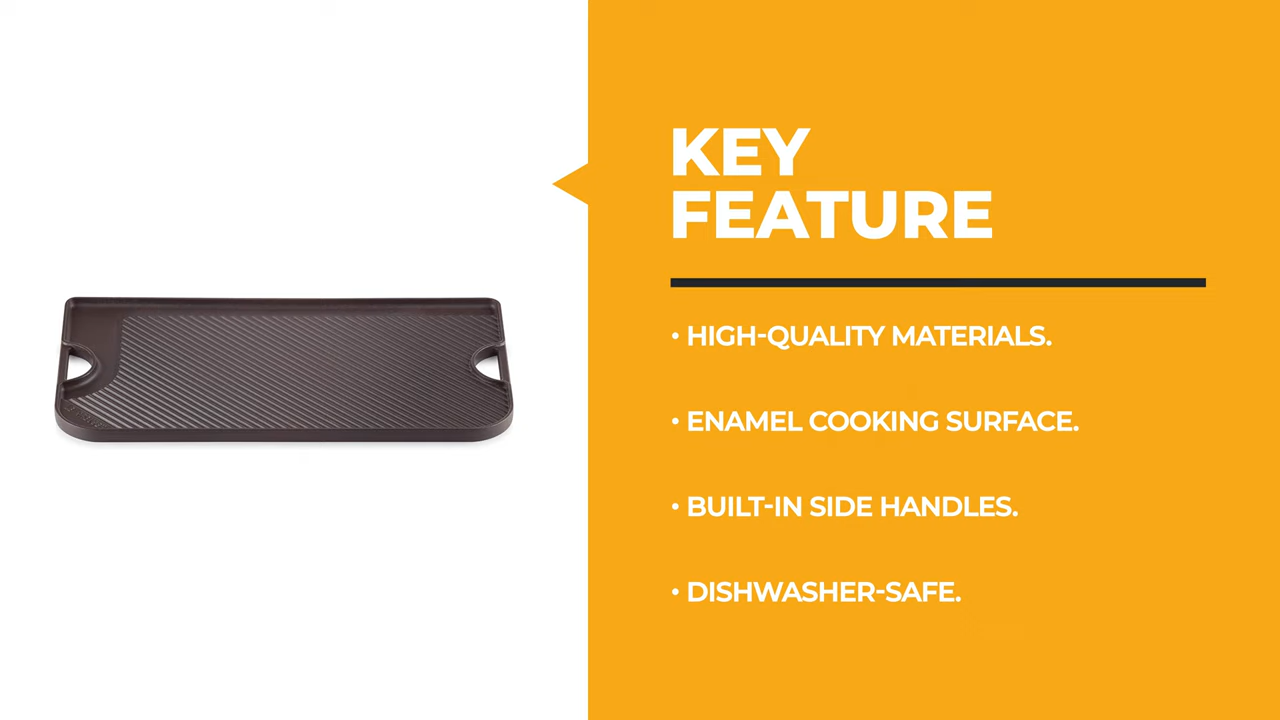 KEY
FEATURE
• HIGH-QUALITY MATERIALS.
• ENAMEL COOKING SURFACE.
• BUILT-IN SIDE HANDLES.
• DISHWASHER-SAFE.